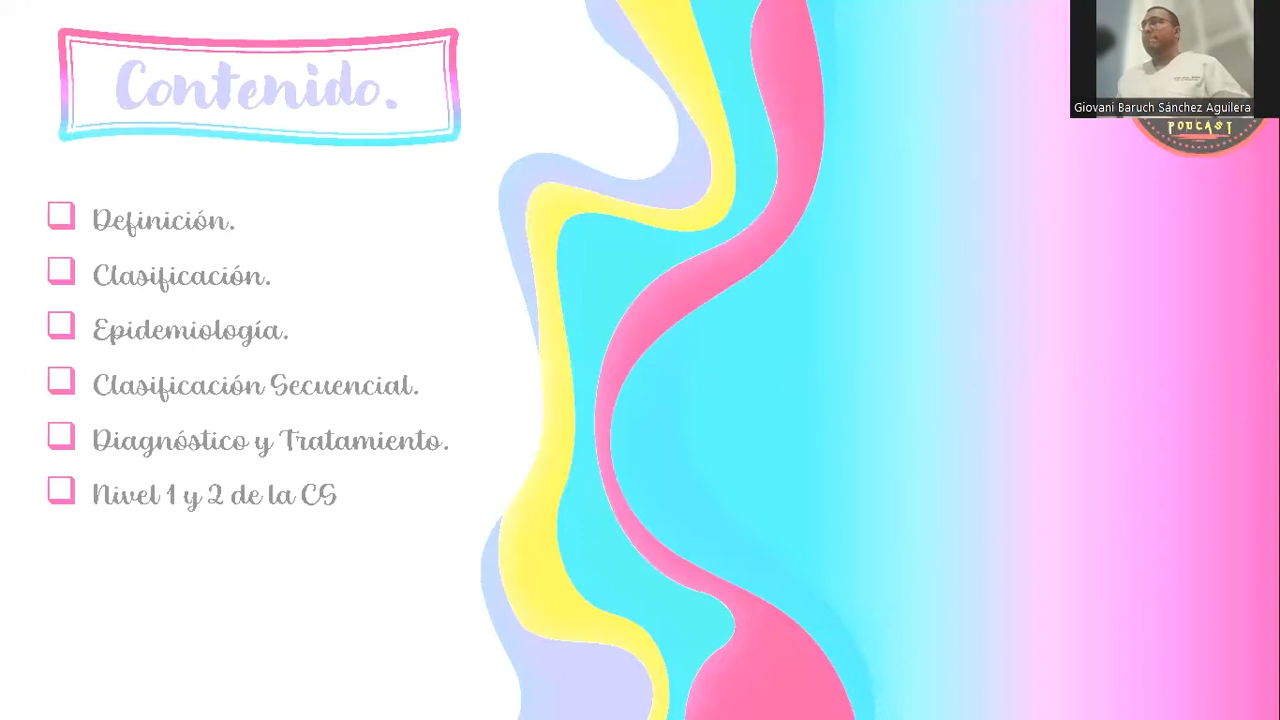 Contenido.
Giovani Baruch Sánchez Aguilera
PODCAST
Definición.
Clasificación.
Epidemiología.
Clasificación Secuencial.
Diagnóstico y Tratamiento.
Nivel 1 y 2 de la CS